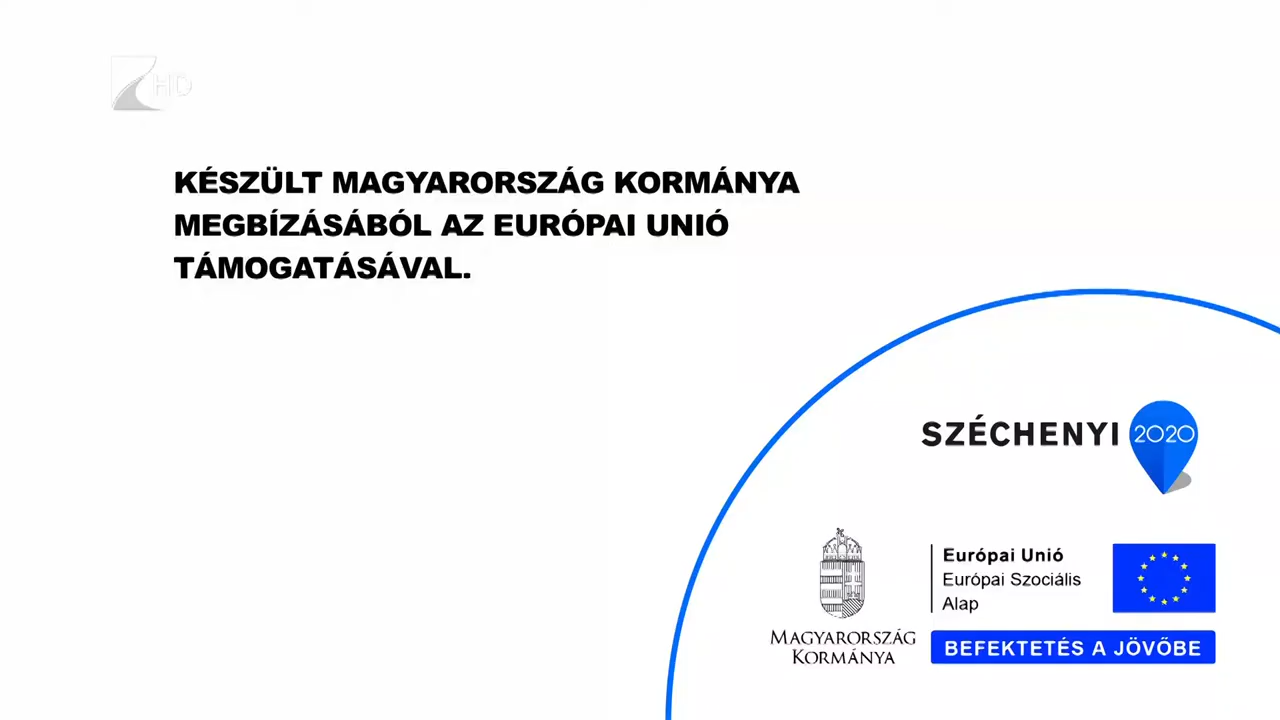 HD
KÉSZÜLT MAGYARORSZÁG KORMÁNYA
MEGBÍZÁSÁBÓL AZ EURÓPAI UNIÓ
TÁMOGATÁSÁVAL.
SZÉCHENYI 2020
Európai Unió
Európai Szociális
Alap
MAGYARORSZÁG
KORMÁNYA
BEFEKTETÉS A JÖVŐBE